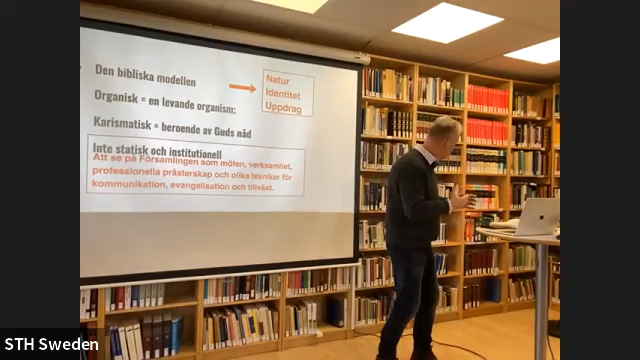 Den bibliska modellen
Organisk = en levande organism;
Karismatisk = beroende av Guds nåd
Inte statisk och institutionell
Att se på Församlingen som möten, verksamhet,
professionella prästerskap och olika tekniker för
kommunikation, evangelisation och tillväxt.
Natur
Identitet
Uppdrag
STH Sweden